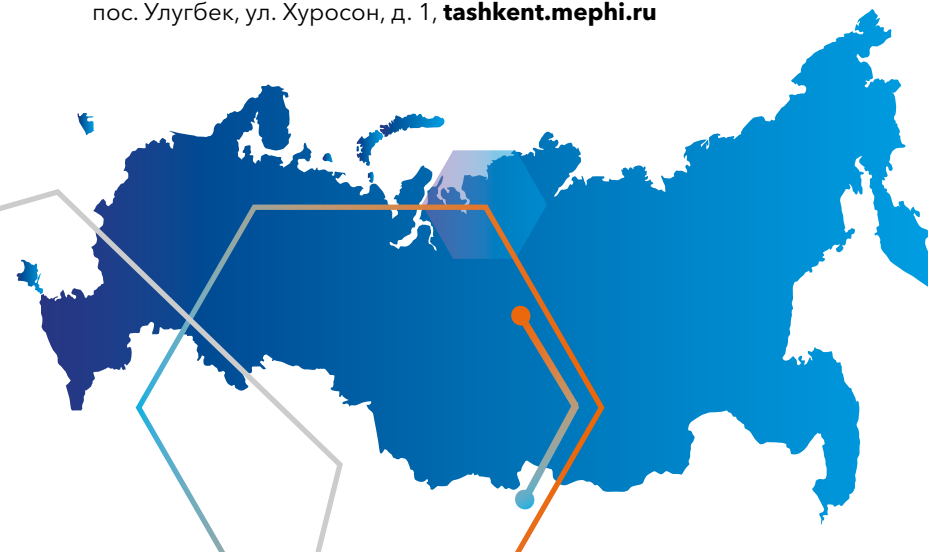 пос. Улугбек, ул. Хуросон, д. 1, tashkent.mephi.ru